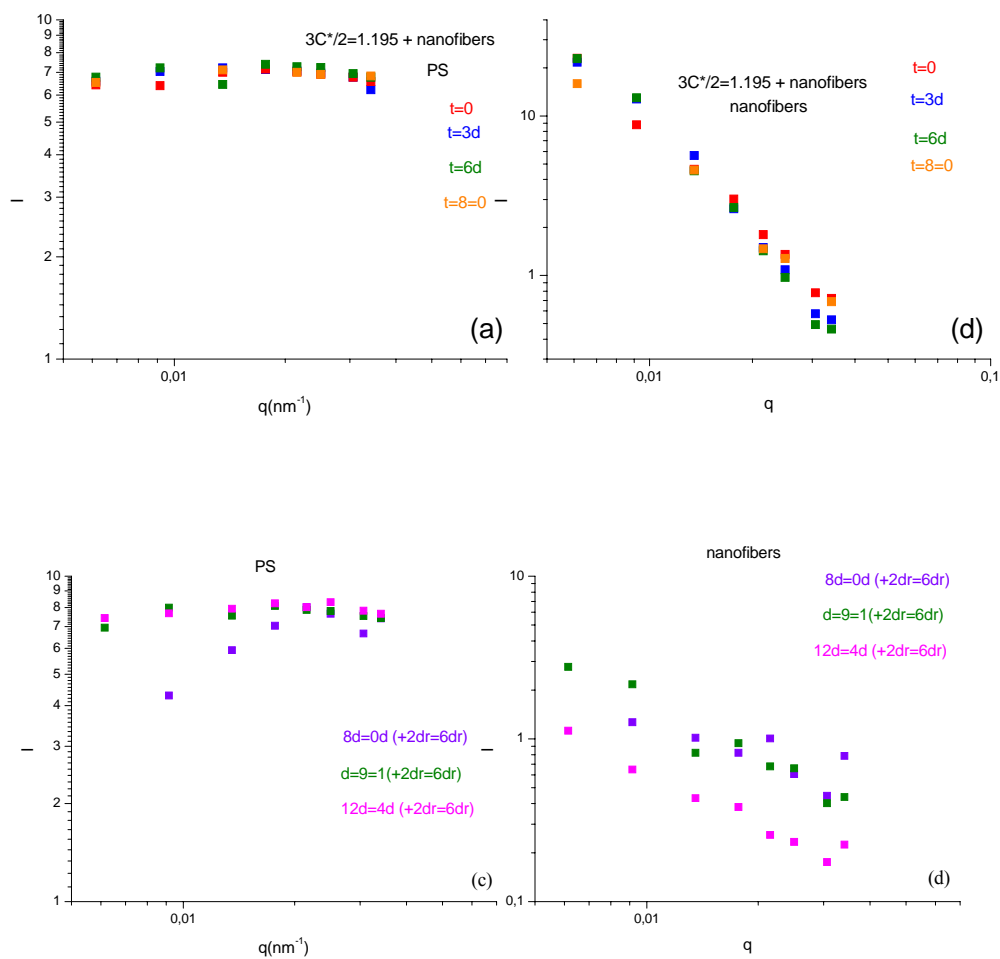 10
9
8
7
6
5
4
3
2
1
3C*/2=1.195 + nanofibers
PS
t=0
t=3d
t=6d
t=8=0
I
(a)
0,01
q(nm-1)
10
1
3C*/2=1.195 + nanofibers
nanofibers
t=0
t=3d
t=6d
t=8=0
I
(d)
0,01
0,1
q
PS
10
9
8
7
6
5
4
3
2
1
8d=0d (+2dr=6dr)
d=9=1(+2dr=6dr)
12d=4d (+2dr=6dr)
I
(c)
0,01
q(nm-1)
nanofibers
10
1
0,1
8d=0d (+2dr=6dr)
d=9=1(+2dr=6dr)
12d=4d (+2dr=6dr)
I
(d)
0,01
q